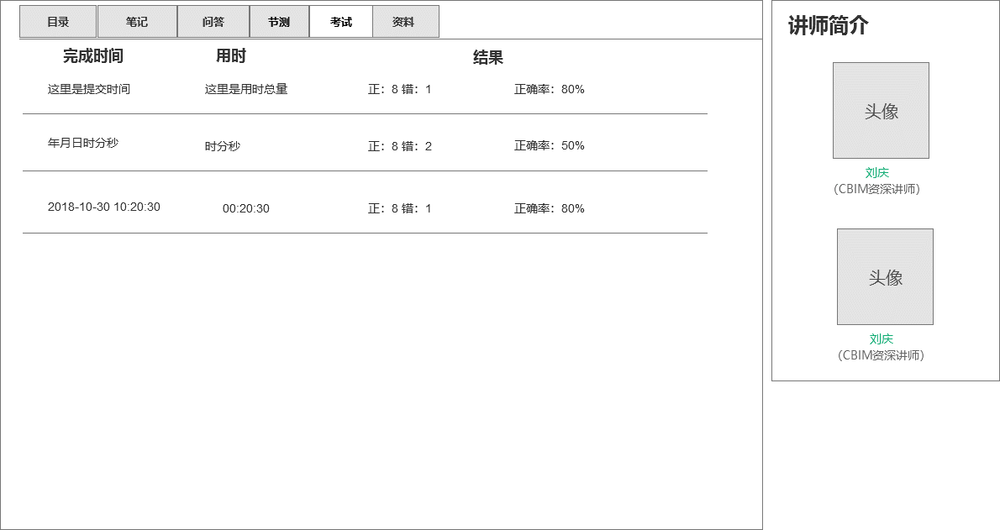 目录 笔记 问答 节测 考试 资料
完成时间 用时 结果
这里是提交时间 这里是用时总量 正：8 错：1 正确率：80%
年月日时分秒 时分秒 正：8 错：2 正确率：50%
2018-10-30 10:20:30 00:20:30 正：8 错：1 正确率：80%
讲师简介
头像
刘庆
(CBIM资深讲师)
头像
刘庆
(CBIM资深讲师)